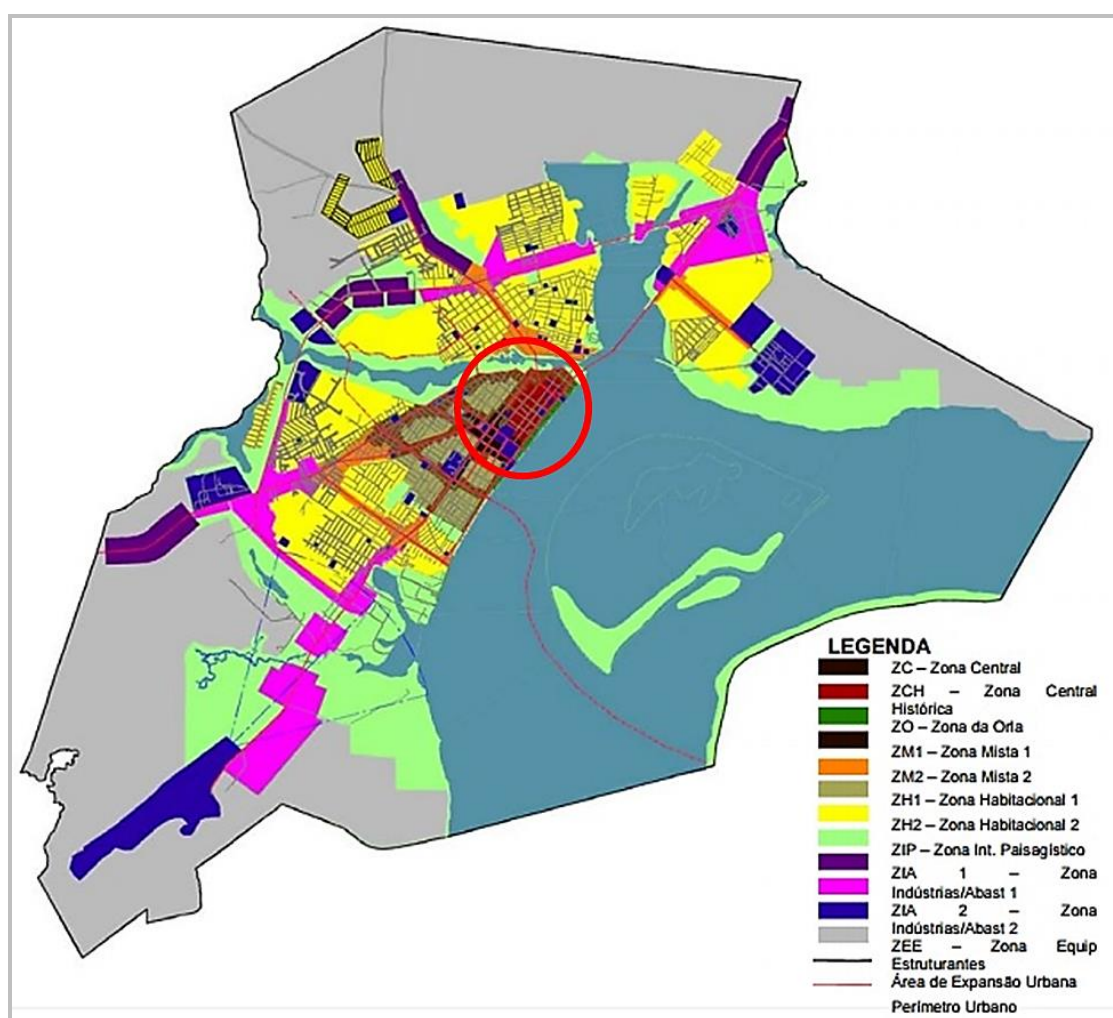 LEGENDA
ZC – Zona Central
ZCH – Zona Central
Histórica
ZO – Zona da Orla
ZM1 – Zona Mista 1
ZM2 – Zona Mista 2
ZH1 – Zona Habitacional 1
ZH2 – Zona Habitacional 2
ZIP – Zona Int. Paisagístico
ZIA 1 – Zona
Indústrias/Abast 1
ZIA 2 – Zona
Indústrias/Abast 2
ZEE – Zona Equip
Estruturantes
Área de Expansão Urbana
Perímetro Urbano